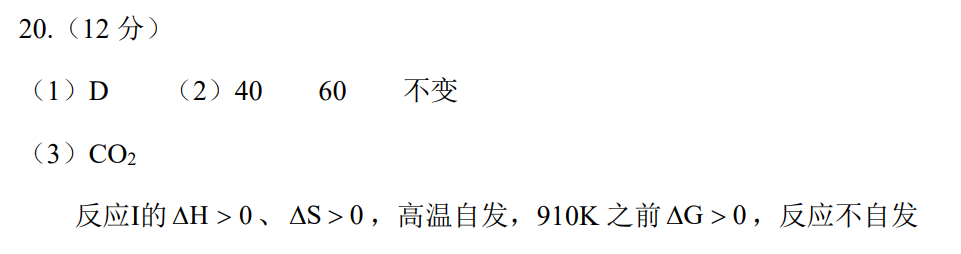 20.（12 分）
（1）D （2）40 60 不变
（3）CO₂
反应I的 ΔH > 0、ΔS > 0，高温自发，910K 之前 ΔG > 0，反应不自发